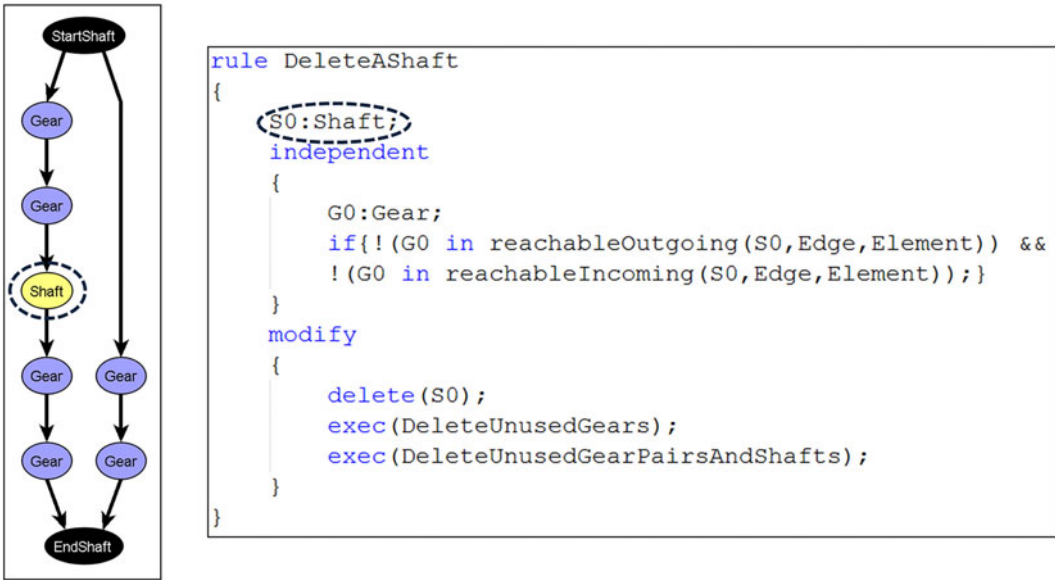 StartShaft
Gear
Gear
Shaft
Gear Gear
Gear Gear
EndShaft
rule DeleteAShaft
{
S0:Shaft;
independent
{
G0:Gear;
if{!(G0 in reachableOutgoing(S0,Edge,Element)) &&
!(G0 in reachableIncoming(S0,Edge,Element));}
}
modify
{
delete(S0);
exec(DeleteUnusedGears);
exec(DeleteUnusedGearPairsAndShafts);
}
}